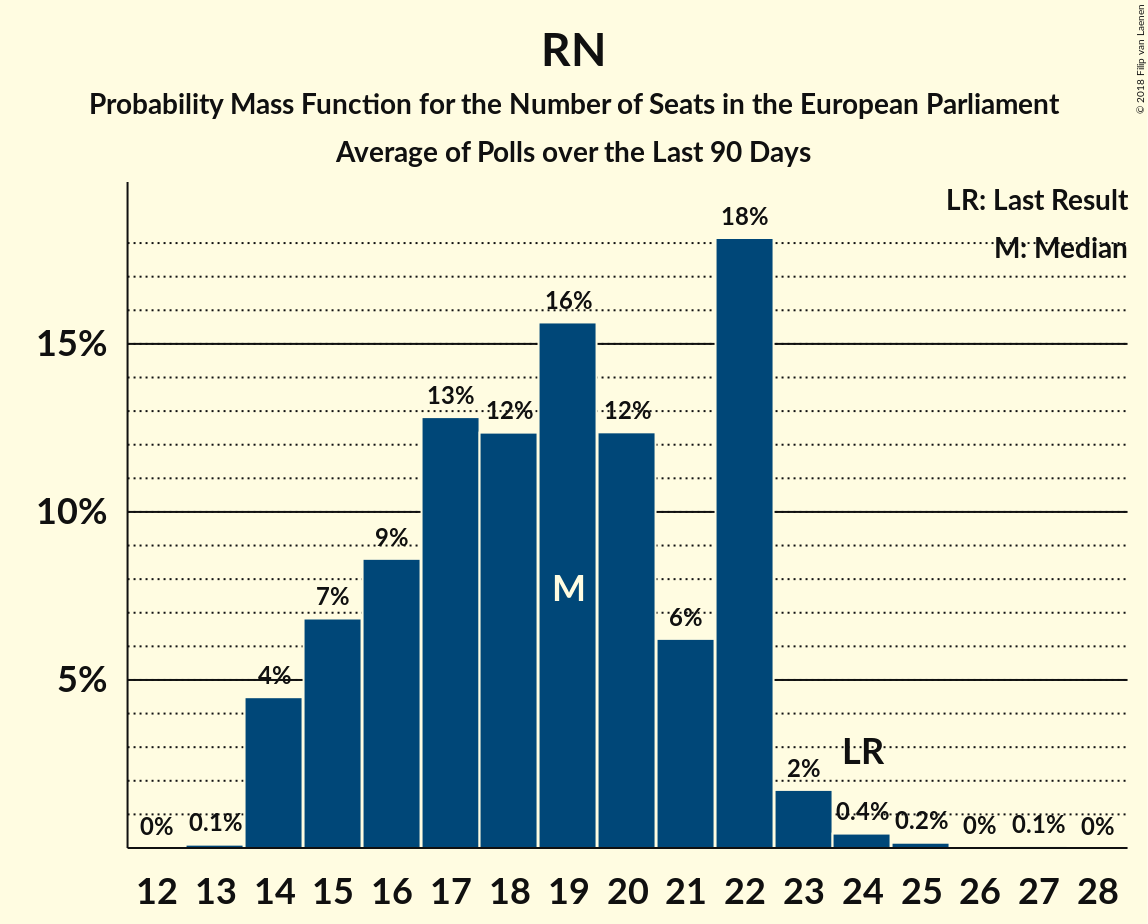 RN
Probability Mass Function for the Number of Seats in the European Parliament
Average of Polls over the Last 90 Days
© 2018 Filip van Laenen
LR: Last Result
M: Median
15%
10%
5%
0%
0.1%
4%
7%
9%
13%
12%
16%
12%
6%
18%
2%
0.4%
0.2%
0%
0.1%
0%
M
LR
12 13 14 15 16 17 18 19 20 21 22 23 24 25 26 27 28